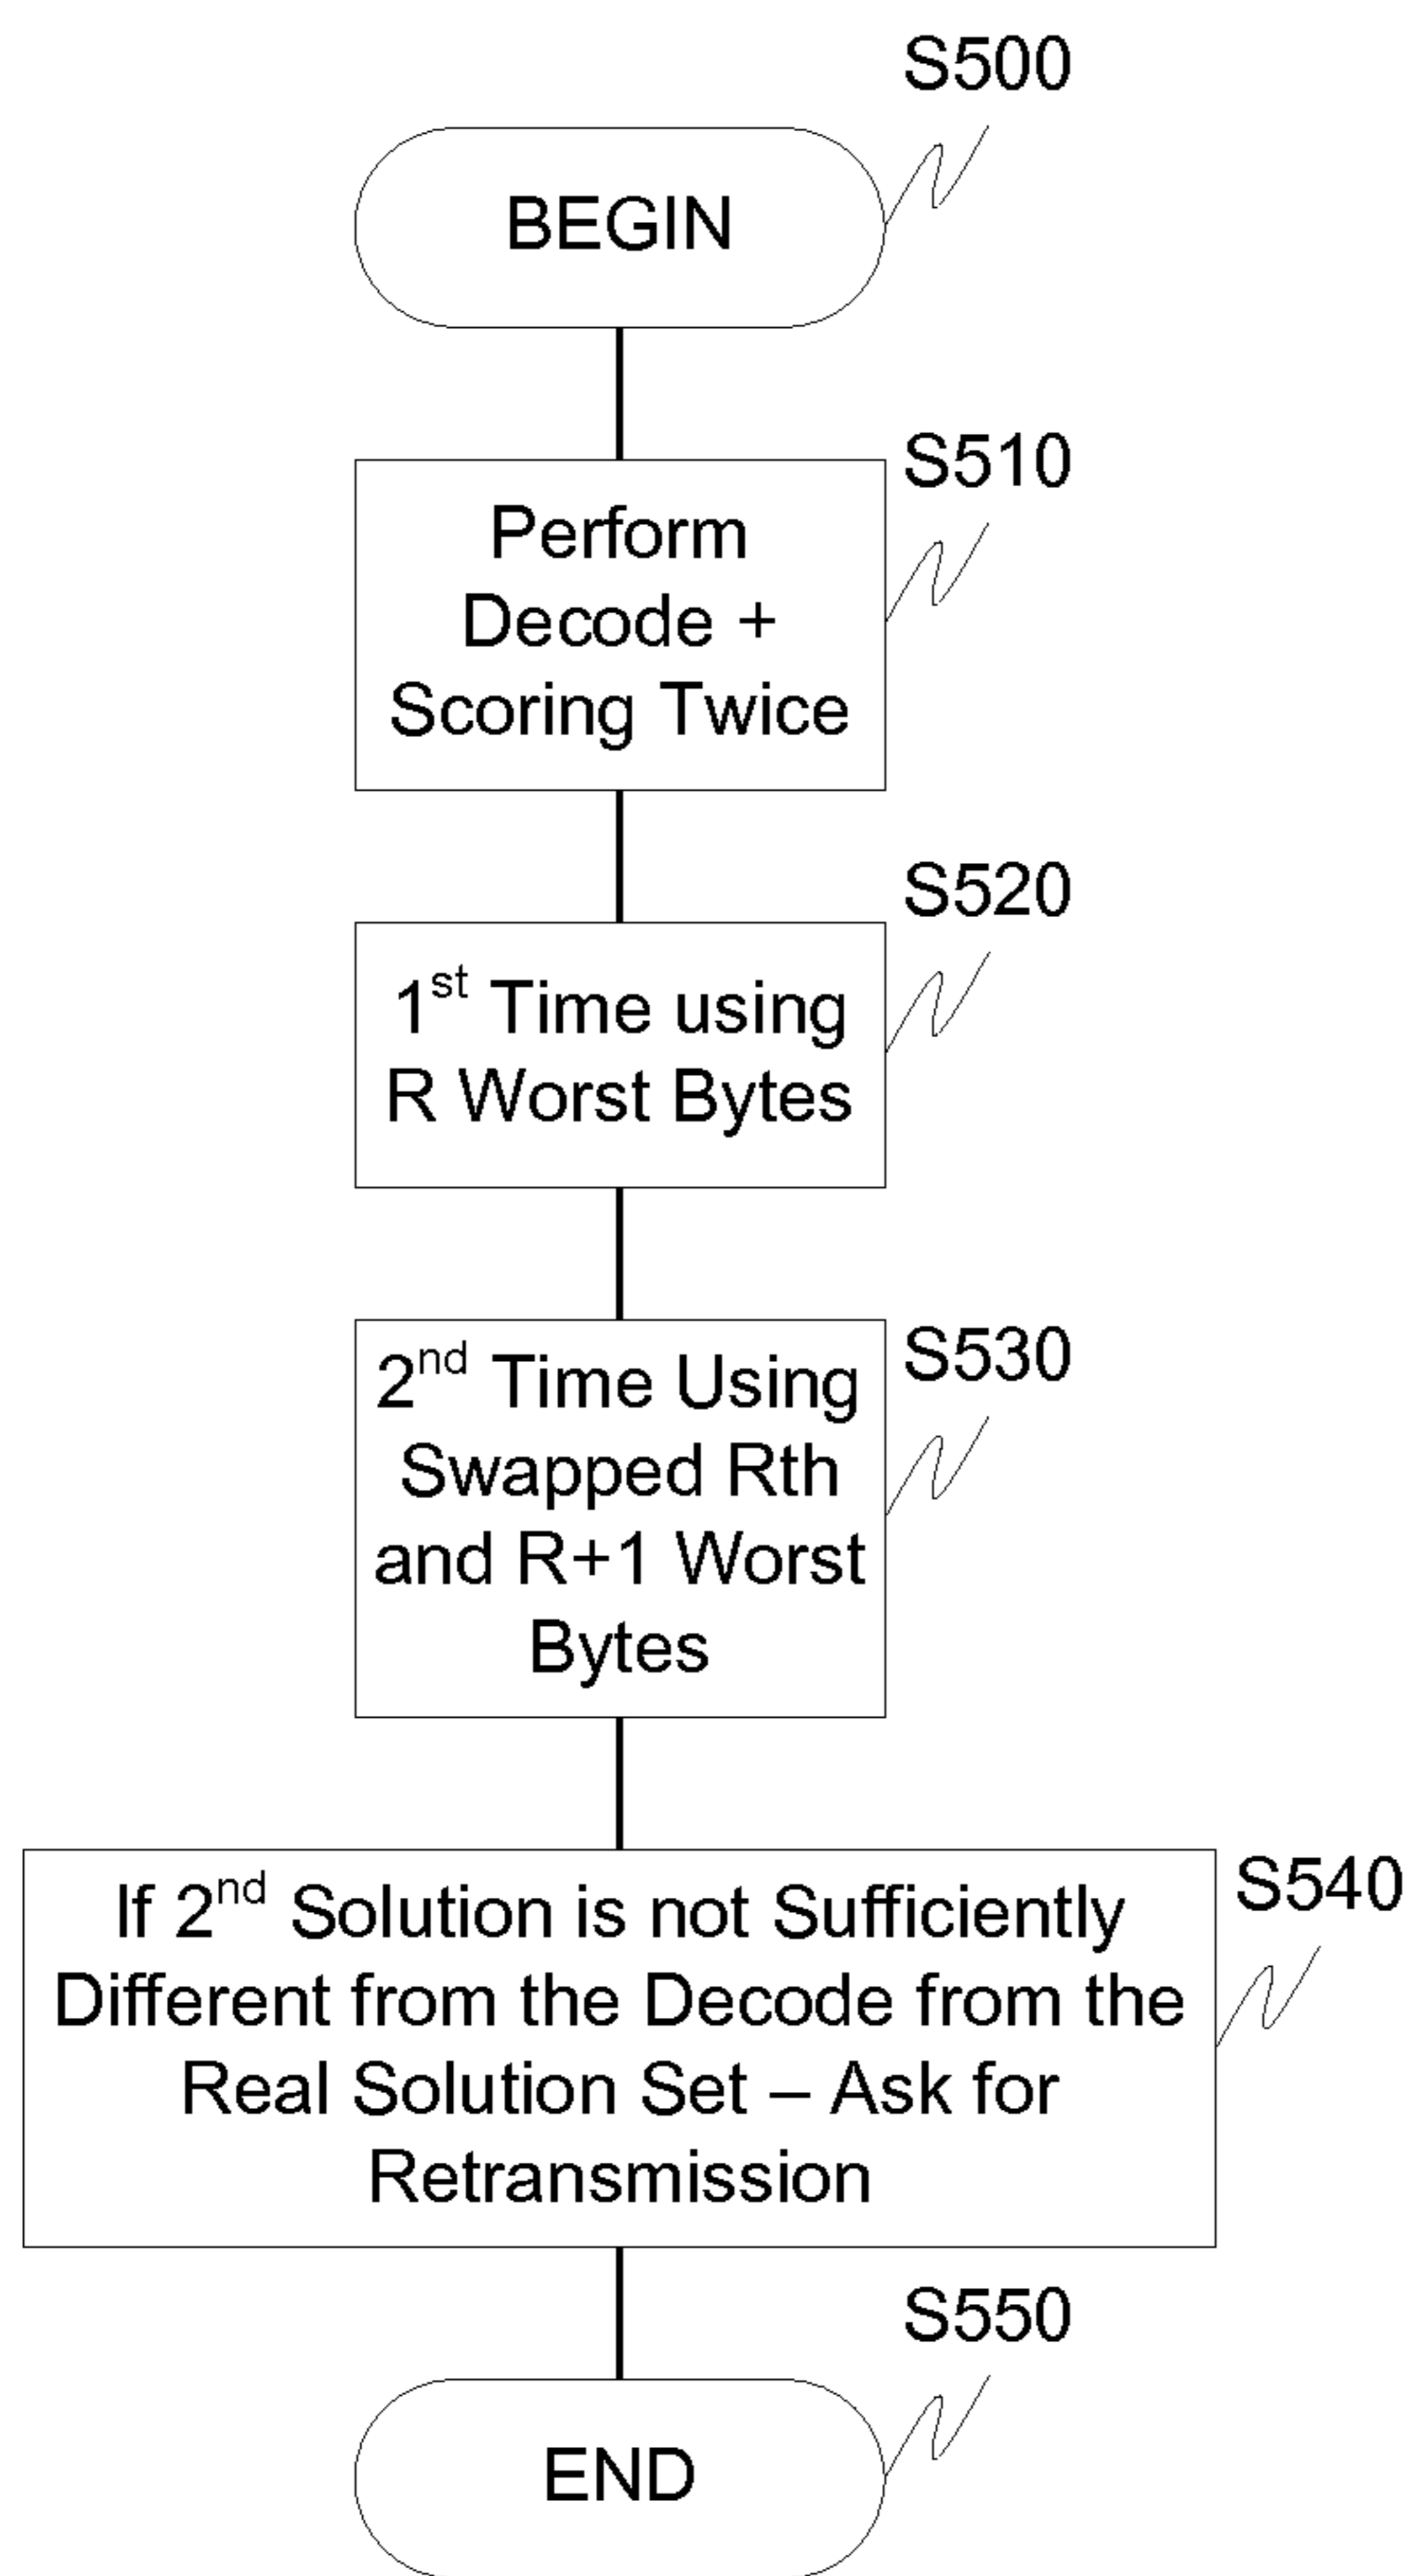 S500
BEGIN
S510
Perform
Decode +
Scoring Twice
S520
1st Time using
R Worst Bytes
S530
2nd Time Using
Swapped Rth
and R+1 Worst
Bytes
S540
If 2nd Solution is not Sufficiently
Different from the Decode from the
Real Solution Set – Ask for
Retransmission
S550
END